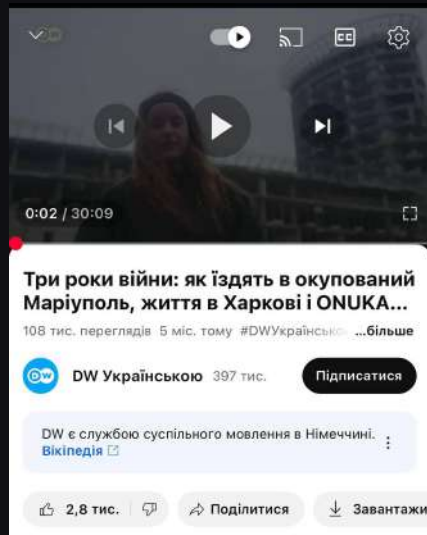 DW
CC
0:02 / 30:09
Три роки війни: як їздять в окупований
Маріуполь, життя в Харкові і ONUKA...
108 тис. переглядів 5 міс. тому #DWУкраїнсько ...більше
DW
DW Українською 397 тис.
Підписатися
DW є службою суспільного мовлення в Німеччині.
Вікіпедія
2,8 тис.
Поділитися
Завантажи